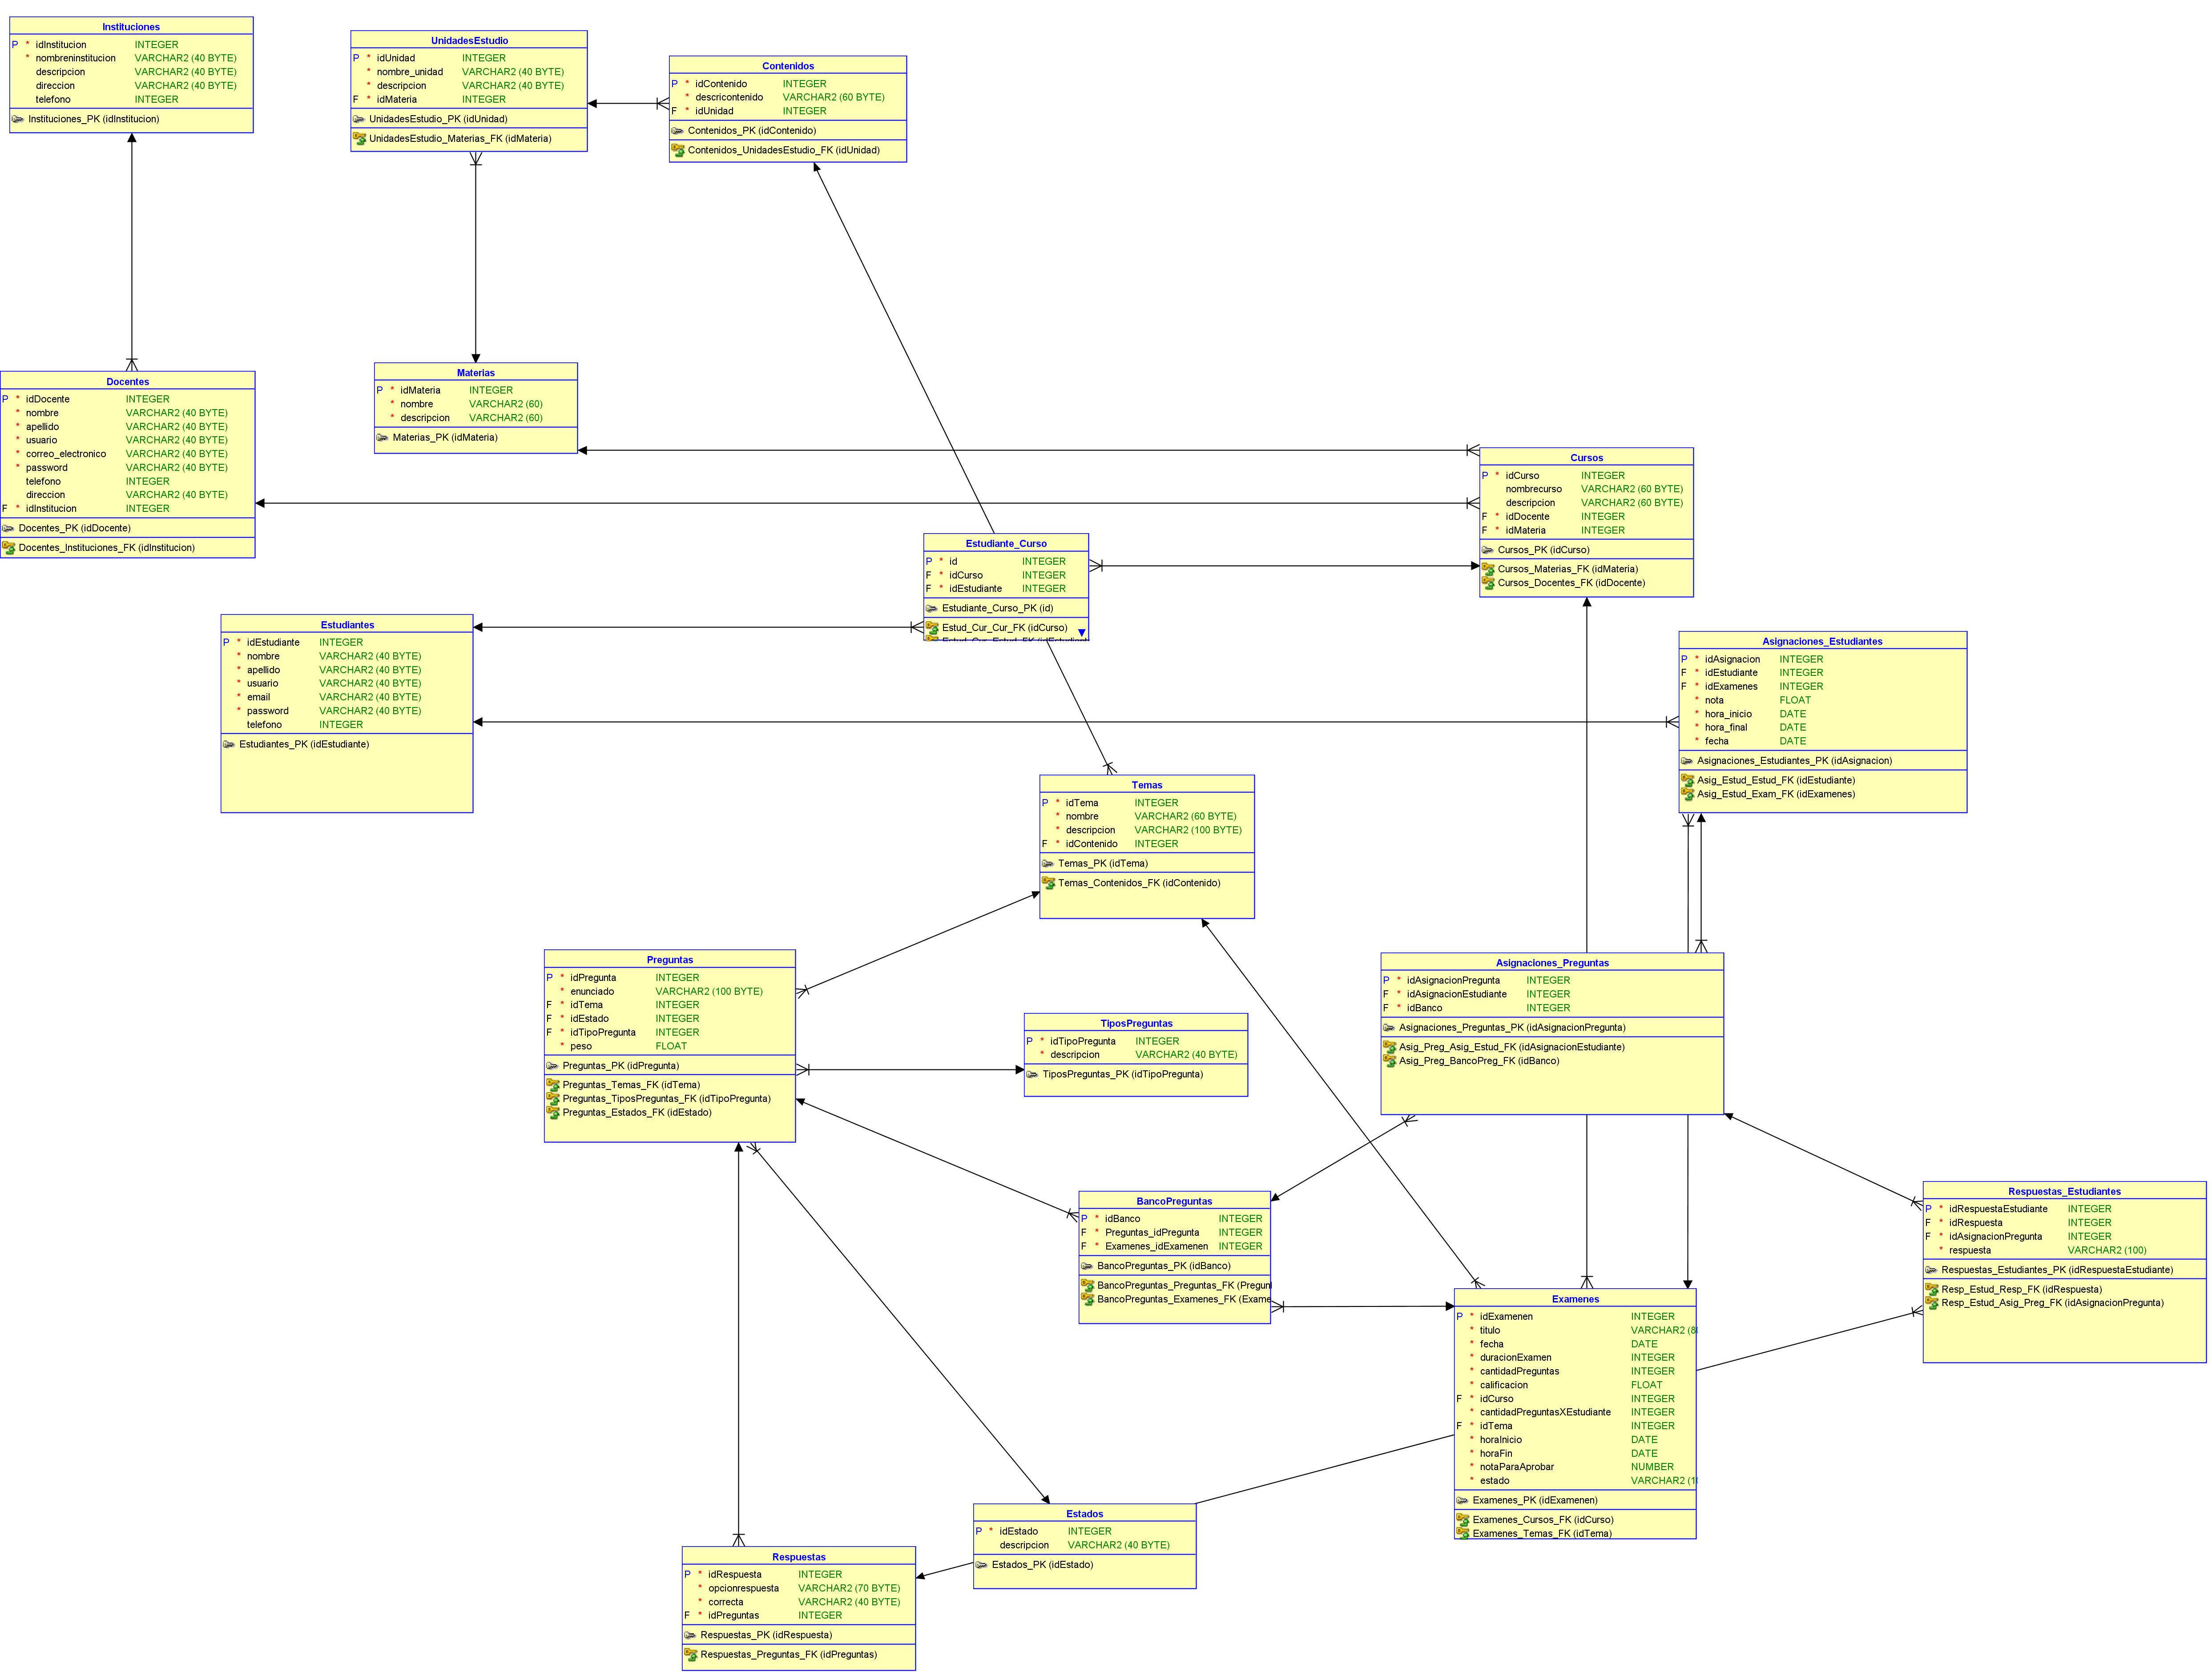 Instituciones
P * idInstitucion INTEGER
* nombreninstitucion VARCHAR2 (40 BYTE)
descripcion VARCHAR2 (40 BYTE)
direccion VARCHAR2 (40 BYTE)
telefono INTEGER
Instituciones_PK (idInstitucion)
UnidadesEstudio
P * idUnidad INTEGER
* nombre_unidad VARCHAR2 (40 BYTE)
* descripcion VARCHAR2 (40 BYTE)
F * idMateria INTEGER
UnidadesEstudio_PK (idUnidad)
UnidadesEstudio_Materias_FK (idMateria)
Contenidos
P * idContenido INTEGER
* descricontenido VARCHAR2 (60 BYTE)
F * idUnidad INTEGER
Contenidos_PK (idContenido)
Contenidos_UnidadesEstudio_FK (idUnidad)
Docentes
P * idDocente INTEGER
* nombre VARCHAR2 (40 BYTE)
* apellido VARCHAR2 (40 BYTE)
* usuario VARCHAR2 (40 BYTE)
* correo_electronico VARCHAR2 (40 BYTE)
* password VARCHAR2 (40 BYTE)
telefono INTEGER
direccion VARCHAR2 (40 BYTE)
F * idInstitucion INTEGER
Docentes_PK (idDocente)
Docentes_Instituciones_FK (idInstitucion)
Materias
P * idMateria INTEGER
* nombre VARCHAR2 (60)
* descripcion VARCHAR2 (60)
Materias_PK (idMateria)
Cursos
P * idCurso INTEGER
nombrecurso VARCHAR2 (60 BYTE)
descripcion VARCHAR2 (60 BYTE)
F * idDocente INTEGER
F * idMateria INTEGER
Cursos_PK (idCurso)
Cursos_Materias_FK (idMateria)
Cursos_Docentes_FK (idDocente)
Estudiante_Curso
P * id INTEGER
F * idCurso INTEGER
F * idEstudiante INTEGER
Estudiante_Curso_PK (id)
Estud_Cur_Cur_FK (idCurso)
Estudiantes
P * idEstudiante INTEGER
* nombre VARCHAR2 (40 BYTE)
* apellido VARCHAR2 (40 BYTE)
* usuario VARCHAR2 (40 BYTE)
* email VARCHAR2 (40 BYTE)
* password VARCHAR2 (40 BYTE)
telefono INTEGER
Estudiantes_PK (idEstudiante)
Asignaciones_Estudiantes
P * idAsignacion INTEGER
F * idEstudiante INTEGER
F * idExamenes INTEGER
* nota FLOAT
* hora_inicio DATE
* hora_final DATE
* fecha DATE
Asignaciones_Estudiantes_PK (idAsignacion)
Asig_Estud_Estud_FK (idEstudiante)
Asig_Estud_Exam_FK (idExamenes)
Temas
P * idTema INTEGER
* nombre VARCHAR2 (60 BYTE)
* descripcion VARCHAR2 (100 BYTE)
F * idContenido INTEGER
Temas_PK (idTema)
Temas_Contenidos_FK (idContenido)
Preguntas
P * idPregunta INTEGER
* enunciado VARCHAR2 (100 BYTE)
F * idTema INTEGER
F * idEstado INTEGER
F * idTipoPregunta INTEGER
* peso FLOAT
Preguntas_PK (idPregunta)
Preguntas_Temas_FK (idTema)
Preguntas_TiposPreguntas_FK (idTipoPregunta)
Preguntas_Estados_FK (idEstado)
TiposPreguntas
P * idTipoPregunta INTEGER
* descripcion VARCHAR2 (40 BYTE)
TiposPreguntas_PK (idTipoPregunta)
Asignaciones_Preguntas
P * idAsignacionPregunta INTEGER
F * idAsignacionEstudiante INTEGER
F * idBanco INTEGER
Asignaciones_Preguntas_PK (idAsignacionPregunta)
Asig_Preg_Asig_Estud_FK (idAsignacionEstudiante)
Asig_Preg_BancoPreg_FK (idBanco)
BancoPreguntas
P * idBanco INTEGER
F * Preguntas_idPregunta INTEGER
F * Examenes_idExamenen INTEGER
BancoPreguntas_PK (idBanco)
BancoPreguntas_Preguntas_FK
BancoPreguntas_Examenes_FK (Exame
Respuestas_Estudiantes
P * idRespuestaEstudiante INTEGER
F * idRespuesta INTEGER
F * idAsignacionPregunta INTEGER
* respuesta VARCHAR2 (100)
Respuestas_Estudiantes_PK (idRespuestaEstudiante)
Resp_Estud_Resp_FK (idRespuesta)
Resp_Estud_Asig_Preg_FK (idAsignacionPregunta)
Examenes
P * idExamenen INTEGER
* titulo VARCHAR2
* fecha DATE
* duracionExamen INTEGER
* cantidadPreguntas INTEGER
* calificacion FLOAT
F * idCurso INTEGER
* cantidadPreguntasXEstudiante INTEGER
F * idTema INTEGER
* horaInicio DATE
* horaFin DATE
* notaParaAprobar NUMBER
* estado VARCHAR2
Examenes_PK (idExamenen)
Examenes_Cursos_FK (idCurso)
Examenes_Temas_FK (idTema)
Estados
P * idEstado INTEGER
descripcion VARCHAR2 (40 BYTE)
Estados_PK (idEstado)
Respuestas
P * idRespuesta INTEGER
* opcionrespuesta VARCHAR2 (70 BYTE)
* correcta VARCHAR2 (40 BYTE)
F * idPreguntas INTEGER
Respuestas_PK (idRespuesta)
Respuestas_Preguntas_FK (idPreguntas)